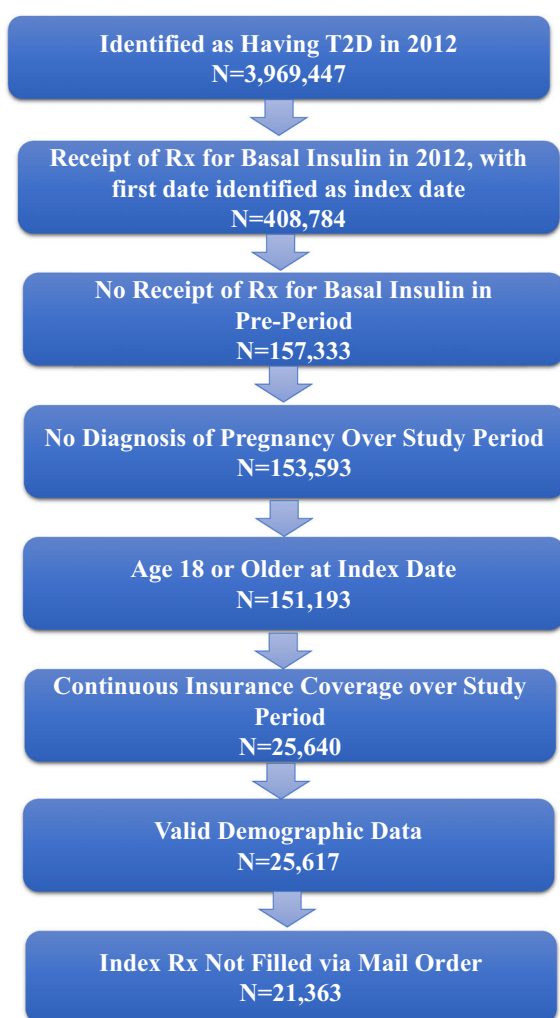 Identified as Having T2D in 2012
N=3,969,447
Receipt of Rx for Basal Insulin in 2012, with
first date identified as index date
N=408,784
No Receipt of Rx for Basal Insulin in
Pre-Period
N=157,333
No Diagnosis of Pregnancy Over Study Period
N=153,593
Age 18 or Older at Index Date
N=151,193
Continuous Insurance Coverage over Study
Period
N=25,640
Valid Demographic Data
N=25,617
Index Rx Not Filled via Mail Order
N=21,363